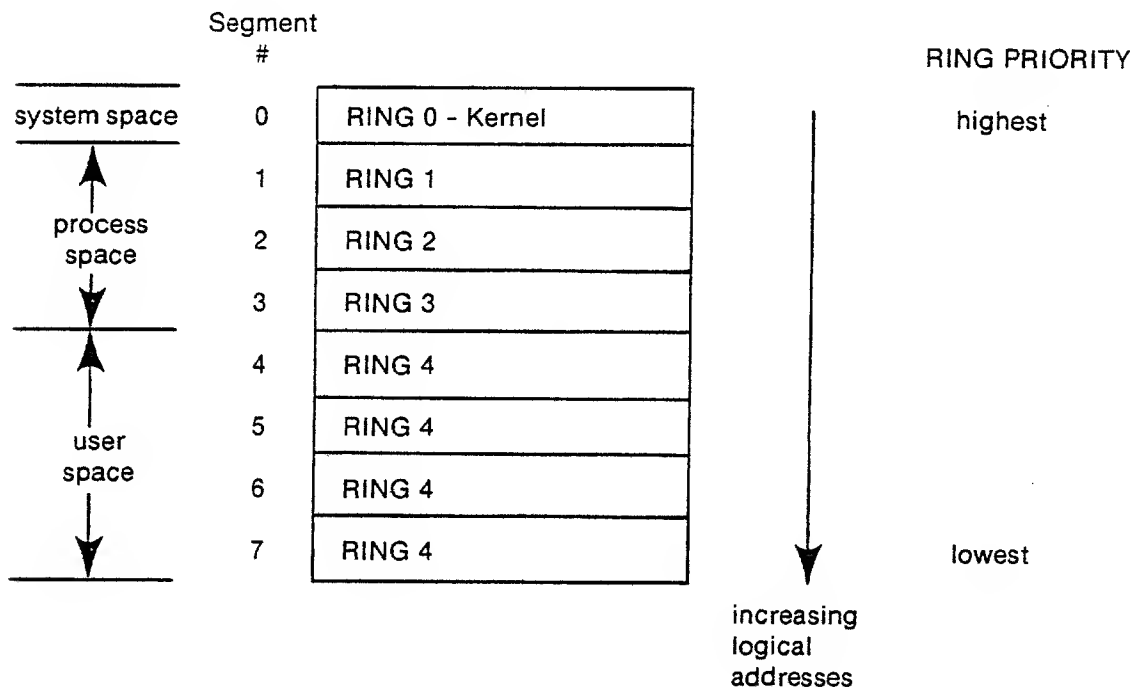 Segment
#
RING PRIORITY
system space
0
RING 0 - Kernel
highest
1
RING 1
process
space
2
RING 2
3
RING 3
4
RING 4
user
space
5
RING 4
6
RING 4
7
RING 4
lowest
increasing
logical
addresses